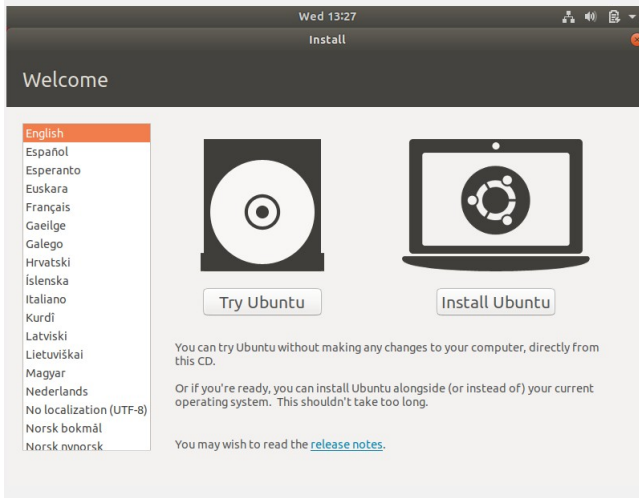 Wed 13:27
Install
Welcome
English
Español
Esperanto
Euskara
Français
Gaeilge
Galego
Hrvatski
Íslenska
Italiano
Kurdî
Latviski
Lietuviškai
Magyar
Nederlands
No localization (UTF-8)
Norsk bokmål
Norsk nynorsk
Try Ubuntu
Install Ubuntu
You can try Ubuntu without making any changes to your computer, directly from
this CD.
Or if you're ready, you can install Ubuntu alongside (or instead of) your current
operating system. This shouldn't take too long.
You may wish to read the release notes.